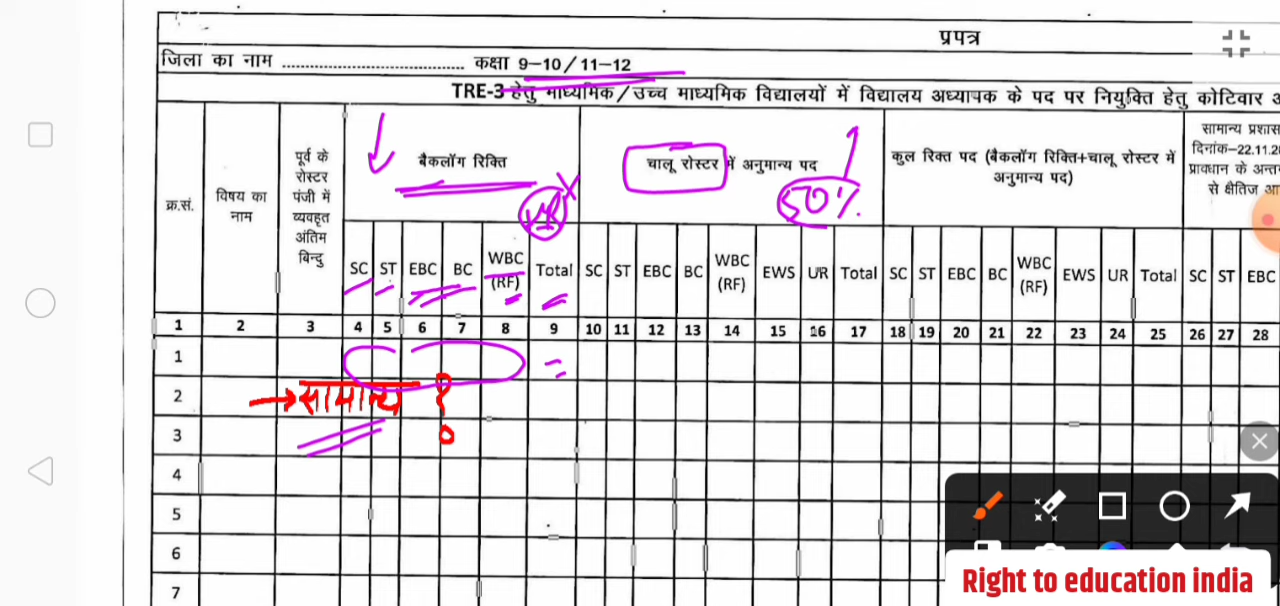 प्रपत्र
जिला का नाम ........................................ कक्षा 9–10/11–12
TRE-3 हेतु माध्यमिक/उच्च माध्यमिक विद्यालयों में विद्यालय अध्यापक के पद पर नियुक्ति हेतु कोटिवार
क्र.सं.
विषय का
नाम
पूर्व के
रोस्टर
पंजी में
व्यवहृत
अंतिम
बिन्दु
बैकलॉग रिक्ति
चालू रोस्टर में अनुमान्य पद
50%
कुल रिक्त पद (बैकलॉग रिक्ति+चालू रोस्टर में
अनुमान्य पद)
सामान्य प्रशास
दिनांक–22.11.2
प्रावधान के अन्त
से क्षैतिज आ
SC ST EBC BC WBC (RF) Total SC ST EBC BC WBC (RF) EWS UR Total SC ST EBC BC WBC (RF) EWS UR Total SC ST EBC
1 2 3 4 5 6 7 8 9 10 11 12 13 14 15 16 17 18 19 20 21 22 23 24 25 26 27 28
1
2 →सामान्य ?
3
4
5
6
7
Right to education india